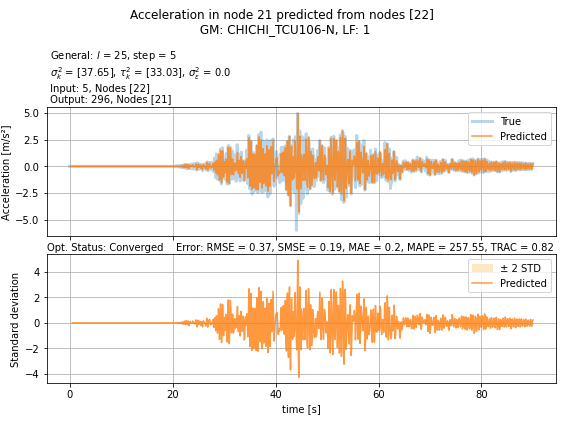 Acceleration in node 21 predicted from nodes [22]
GM: CHICHI_TCU106-N, LF: 1
General: l = 25, step = 5
σ²ₖ = [37.65], τ²ₖ = [33.03], σ²ε = 0.0
Input: 5, Nodes [22]
Output: 296, Nodes [21]
Acceleration [m/s²]
5.0
2.5
0.0
−2.5
−5.0
True
Predicted
Opt. Status: Converged Error: RMSE = 0.37, SMSE = 0.19, MAE = 0.2, MAPE = 257.55, TRAC = 0.82
Standard deviation
4
2
0
−2
−4
± 2 STD
Predicted
0 20 40 60 80
time [s]